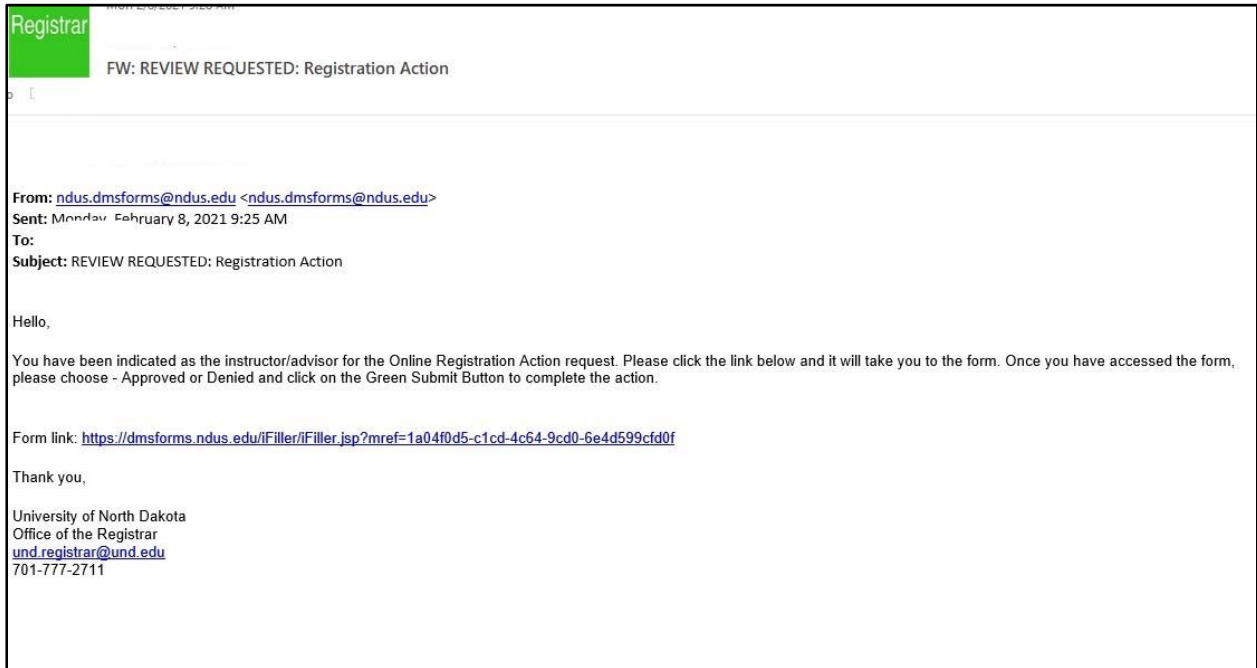 Registrar
FW: REVIEW REQUESTED: Registration Action
From: ndus.dmsforms@ndus.edu <ndus.dmsforms@ndus.edu>
Sent: Monday, February 8, 2021 9:25 AM
To:
Subject: REVIEW REQUESTED: Registration Action
Hello,
You have been indicated as the instructor/advisor for the Online Registration Action request. Please click the link below and it will take you to the form. Once you have accessed the form,
please choose - Approved or Denied and click on the Green Submit Button to complete the action.
Form link: https://dmsforms.ndus.edu/iFiller/iFiller.jsp?mref=1a04f0d5-c1cd-4c64-9cd0-6e4d599cfd0f
Thank you,
University of North Dakota
Office of the Registrar
und.registrar@und.edu
701-777-2711